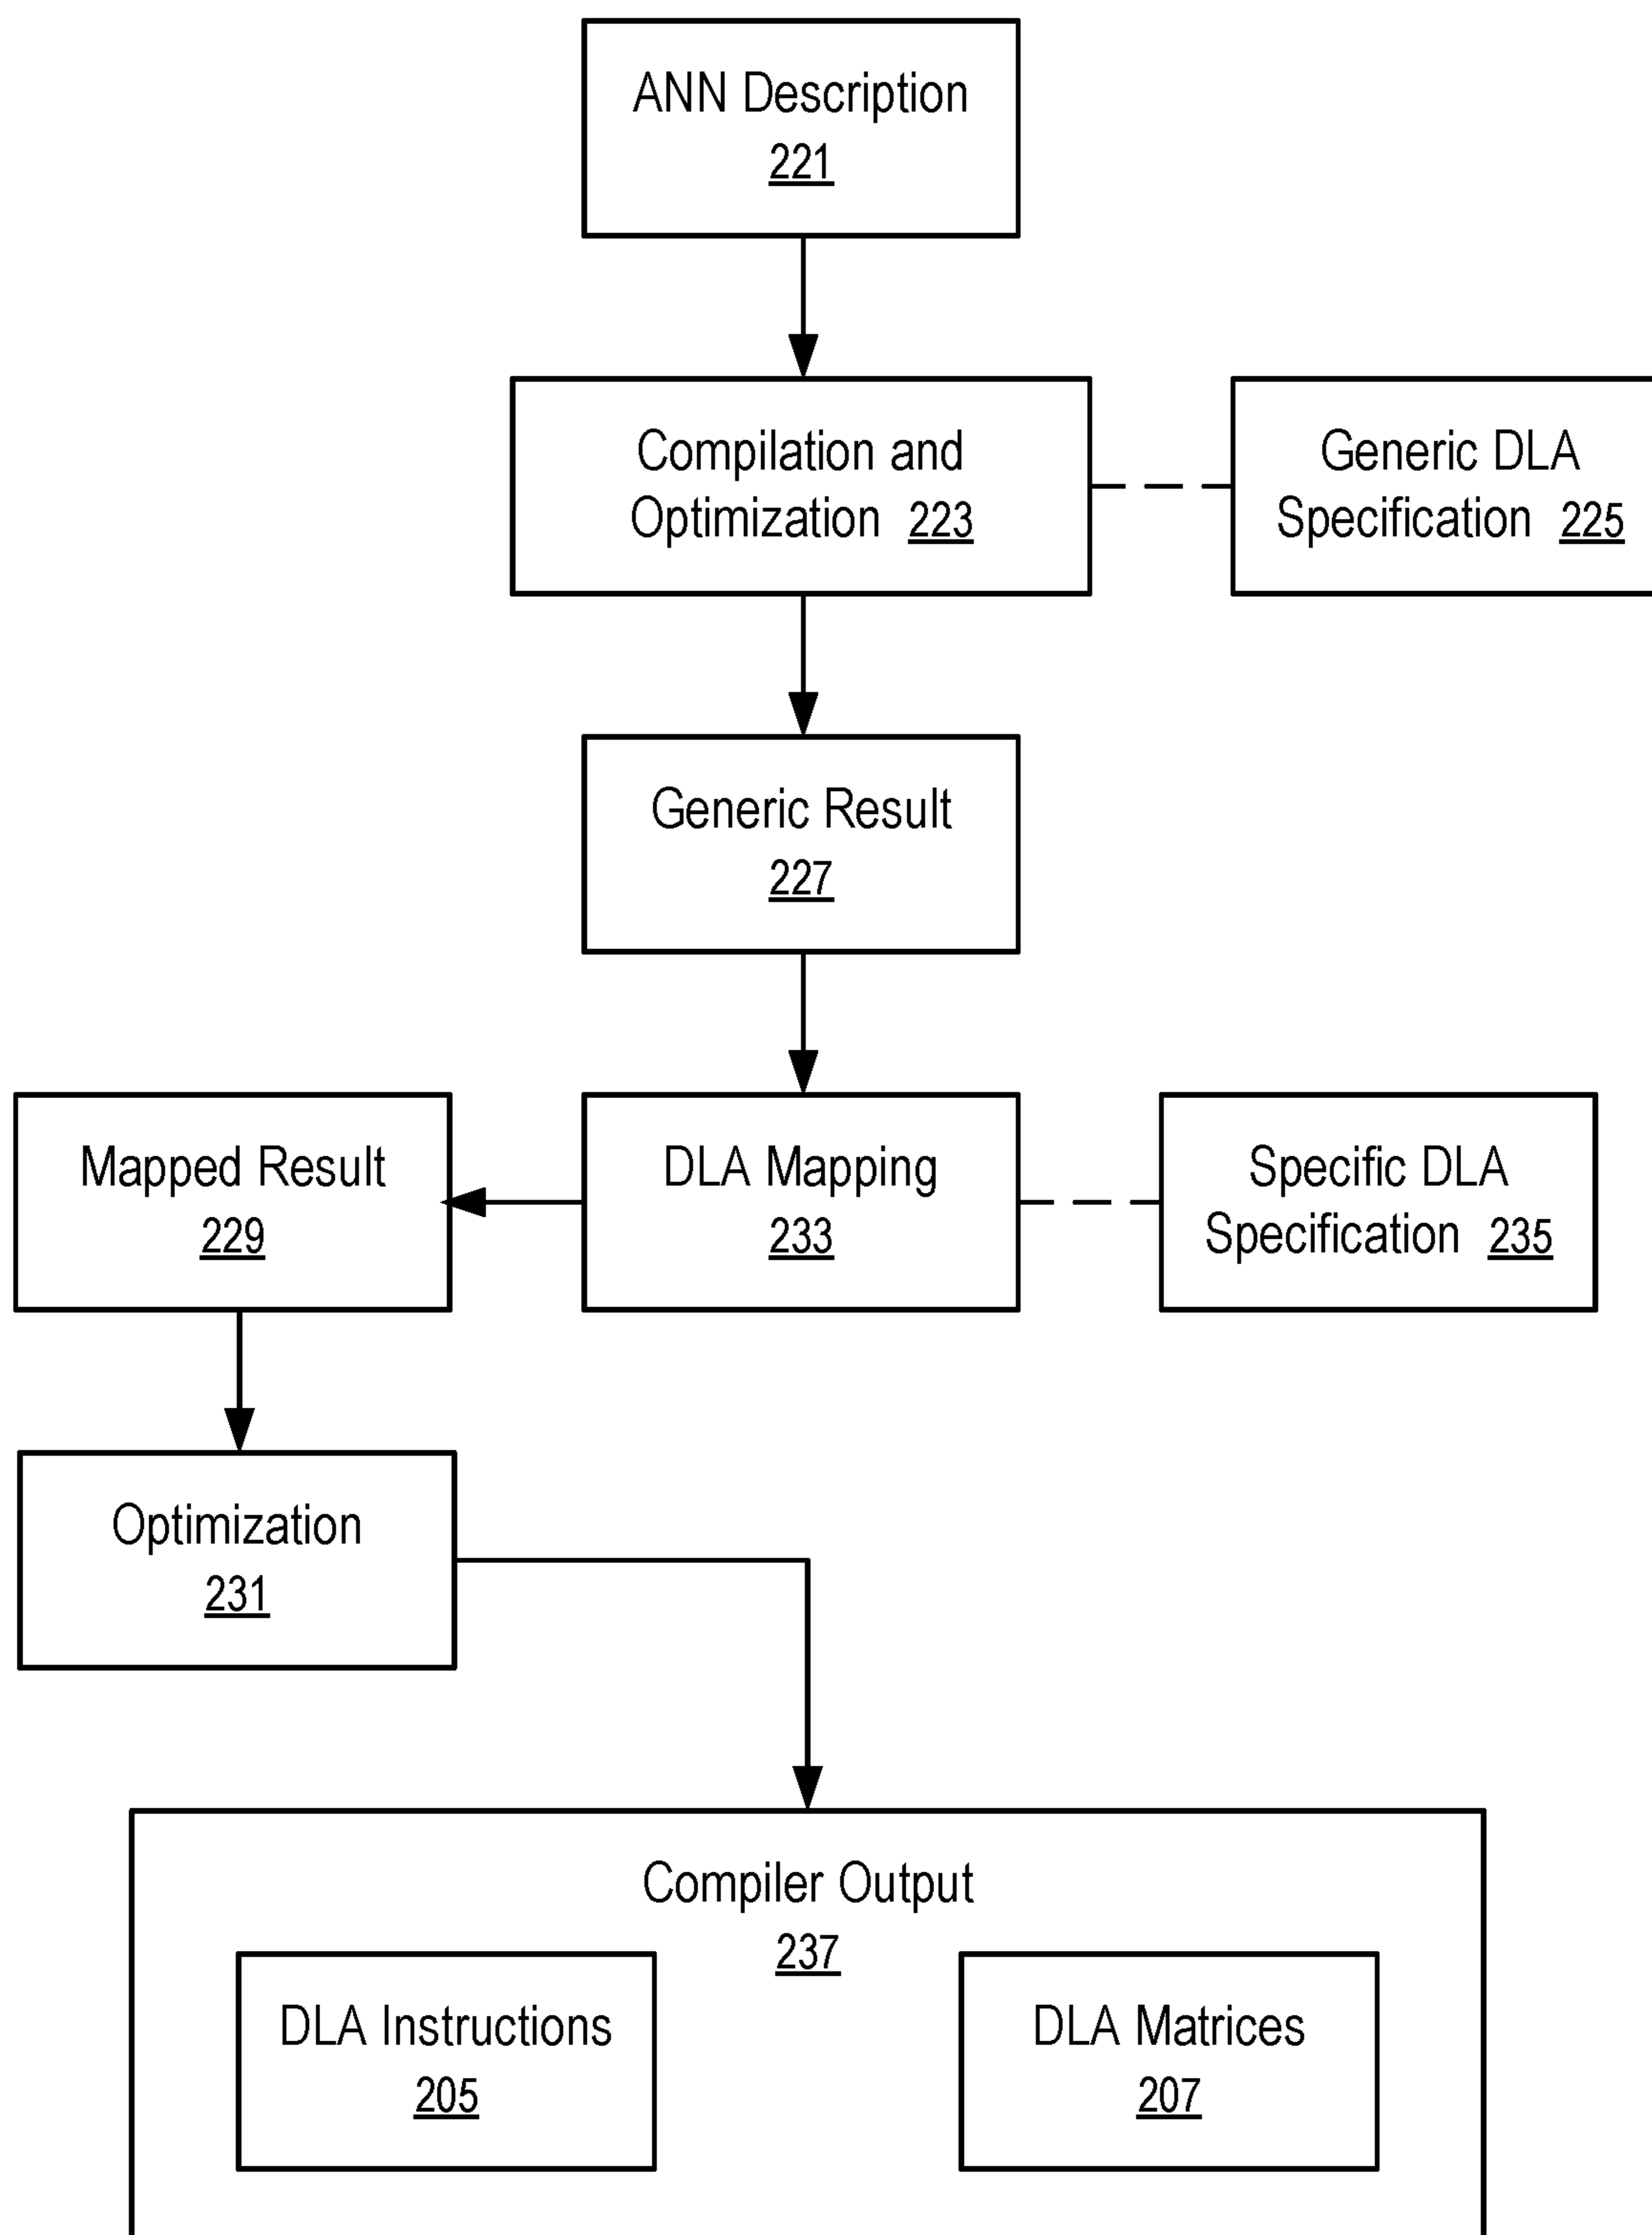 ANN Description
221
Compilation and
Optimization 223
Generic DLA
Specification 225
Generic Result
227
Mapped Result
229
DLA Mapping
233
Specific DLA
Specification 235
Optimization
231
Compiler Output
237
DLA Instructions
205
DLA Matrices
207